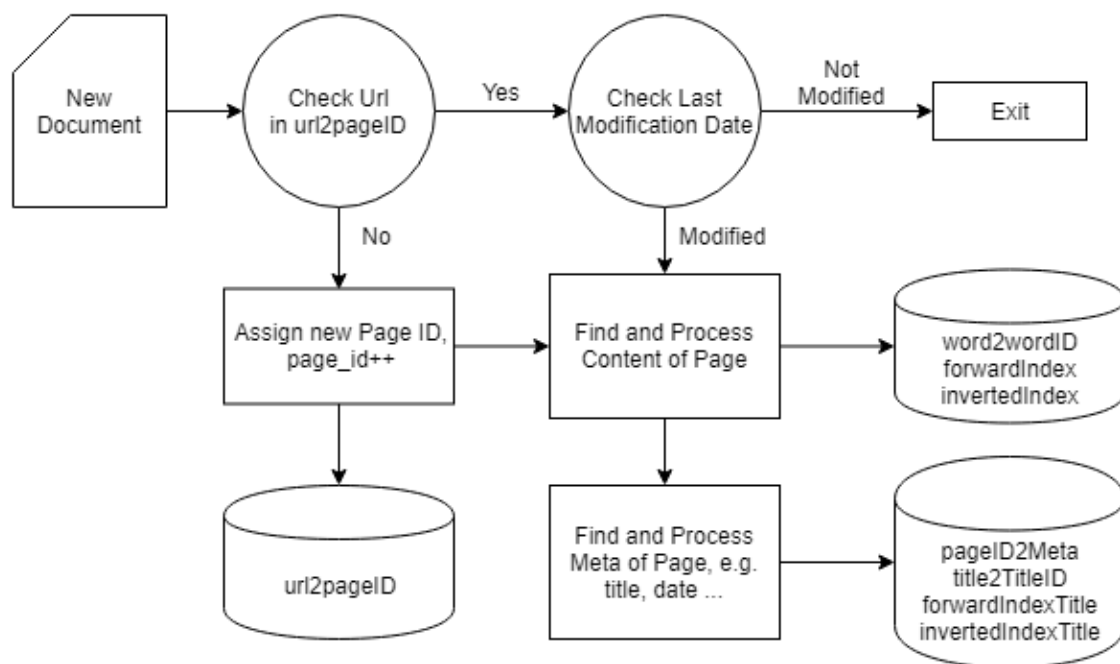 New
Document
Check Url
in url2pageID
Yes
Check Last
Modification Date
Not
Modified
Exit
No
Modified
Assign new Page ID,
page_id++
Find and Process
Content of Page
word2wordID
forwardIndex
invertedIndex
url2pageID
Find and Process
Meta of Page, e.g.
title, date ...
pageID2Meta
title2TitleID
forwardIndexTitle
invertedIndexTitle